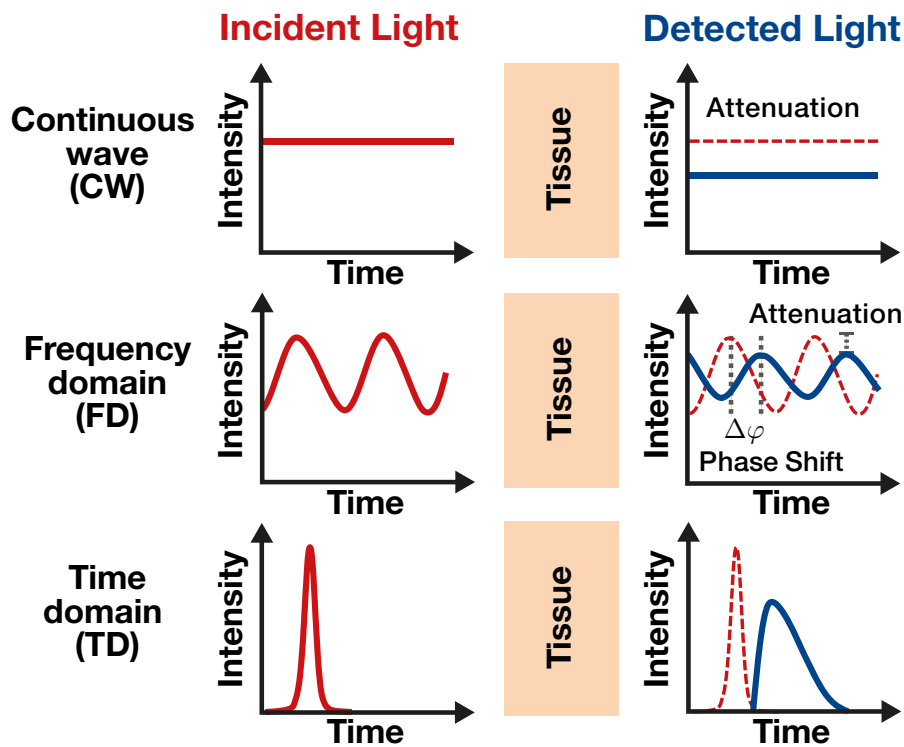 Incident Light
Detected Light
Continuous
wave
(CW)
Intensity
Time
Tissue
Intensity
Attenuation
Time
Frequency
domain
(FD)
Intensity
Time
Tissue
Intensity
Attenuation
Δφ
Phase Shift
Time
Time
domain
(TD)
Intensity
Time
Tissue
Intensity
Time